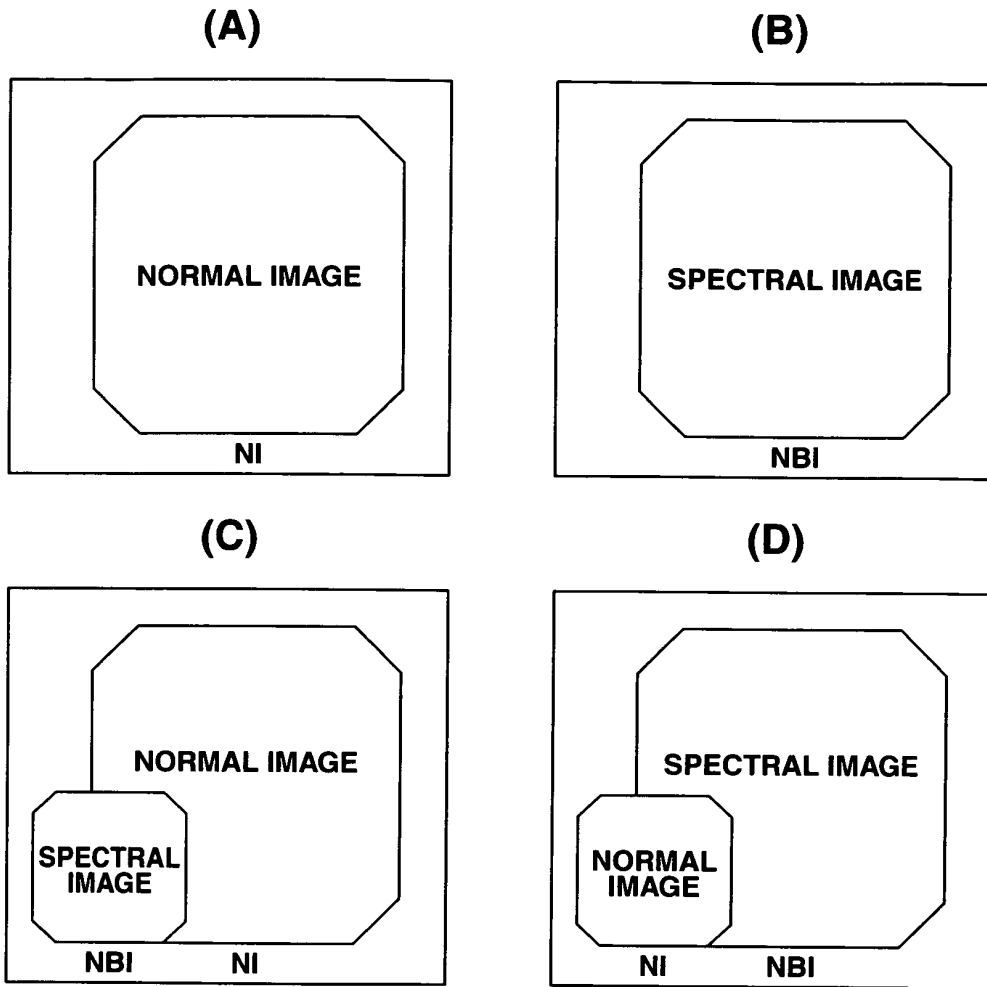 (A)
NORMAL IMAGE
NI
(B)
SPECTRAL IMAGE
NBI
(C)
NORMAL IMAGE
SPECTRAL
IMAGE
NBI NI
(D)
SPECTRAL IMAGE
NORMAL
IMAGE
NI NBI